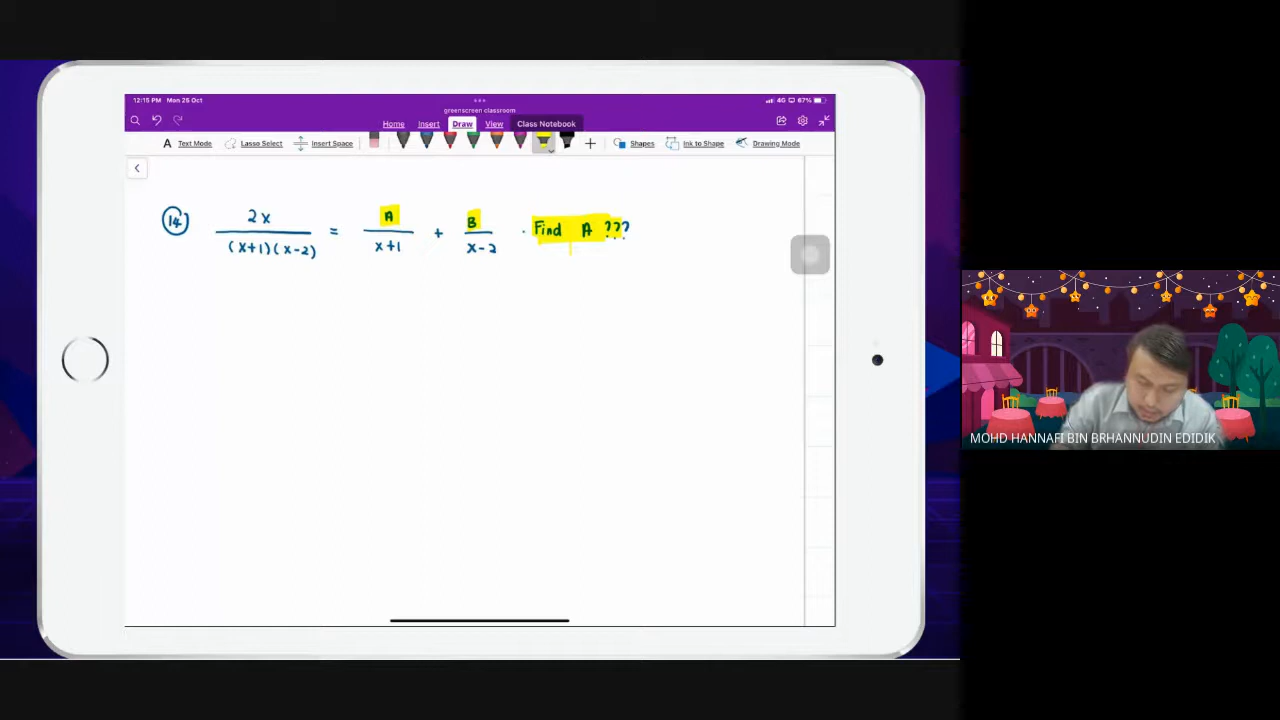 12:15 PM Mon 25 Oct
4G 67%
greenscreen classroom
Home Insert Draw View Class Notebook
Text Mode Lasso Select Insert Space Shapes Ink to Shape Drawing Mode
14 2x / (x+1)(x-2) = A / x+1 + B / x-2 . Find A ???
MOHD HANNAFI BIN BRHANNUDIN EDIDIK